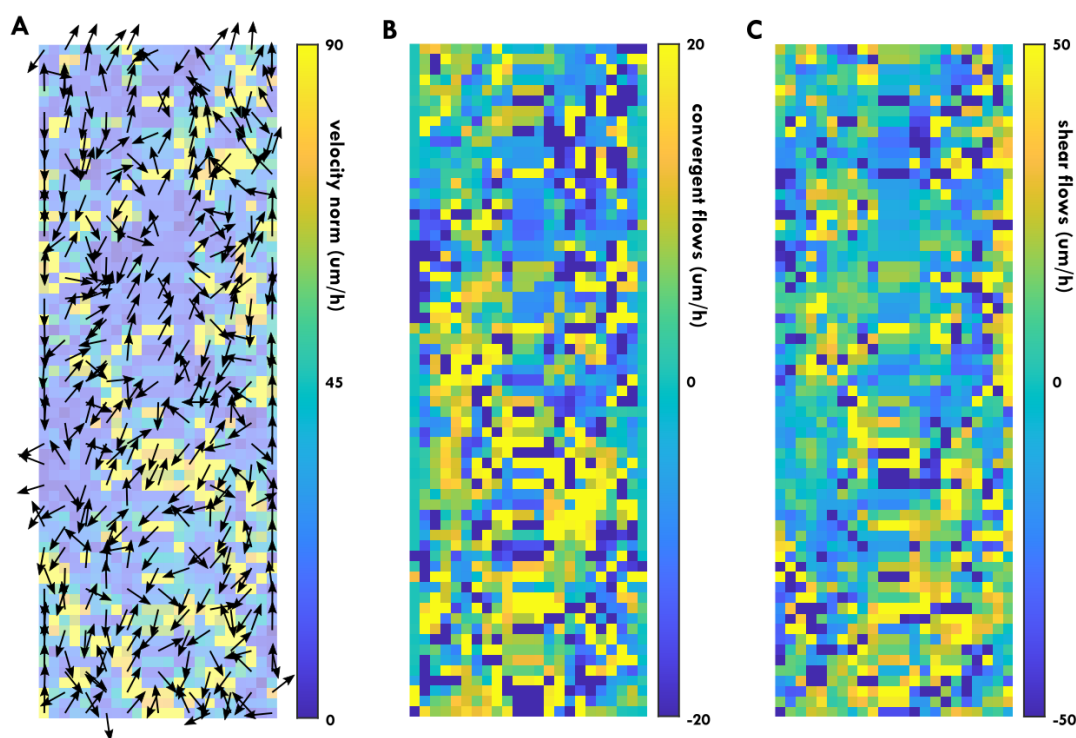 A
90
velocity norm (um/h)
45
0
B
20
convergent flows (um/h)
0
-20
C
50
shear flows (um/h)
0
-50